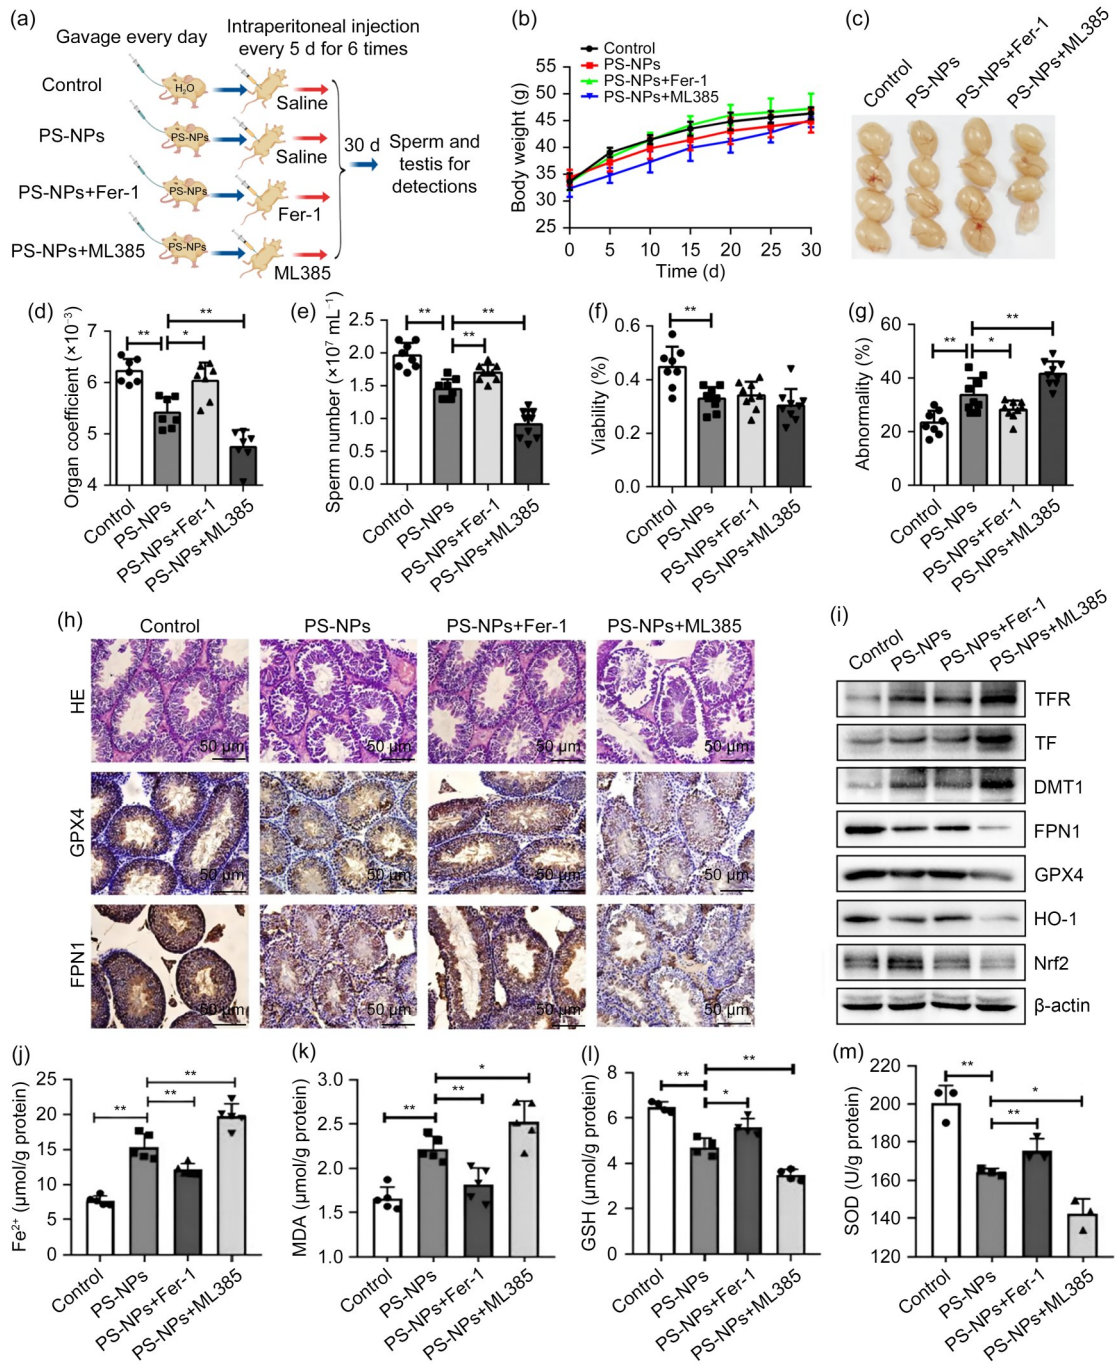 (a)
Gavage every day
Intraperitoneal injection
every 5 d for 6 times
Control
H₂O
Saline
PS-NPs
PS-NPs
Saline
PS-NPs+Fer-1
PS-NPs
Fer-1
PS-NPs+ML385
PS-NPs
ML385
30 d
Sperm and
testis for
detections
(b)
Control
PS-NPs
PS-NPs+Fer-1
PS-NPs+ML385
Body weight (g)
55
50
45
40
35
30
25
0 5 10 15 20 25 30
Time (d)
(c)
Control
PS-NPs
PS-NPs+Fer-1
PS-NPs+ML385
(d)
Organ coefficient (×10⁻³)
7
6
5
4
** * **
Control
PS-NPs
PS-NPs+Fer-1
PS-NPs+ML385
(e)
Sperm number (×10⁷ mL⁻¹)
2.5
2.0
1.5
1.0
0.5
0.0
** ** **
Control
PS-NPs
PS-NPs+Fer-1
PS-NPs+ML385
(f)
Viability (%)
0.6
0.4
0.2
0.0
**
Control
PS-NPs
PS-NPs+Fer-1
PS-NPs+ML385
(g)
Abnormality (%)
60
40
20
0
** * **
Control
PS-NPs
PS-NPs+Fer-1
PS-NPs+ML385
(h)
Control PS-NPs PS-NPs+Fer-1 PS-NPs+ML385
HE
50 µm 50 µm 50 µm 50 µm
GPX4
50 µm 50 µm 50 µm 50 µm
FPN1
50 µm 50 µm 50 µm 50 µm
(i)
Control
PS-NPs
PS-NPs+Fer-1
PS-NPs+ML385
TFR
TF
DMT1
FPN1
GPX4
HO-1
Nrf2
β-actin
(j)
Fe²⁺ (µmol/g protein)
25
20
15
10
5
0
** ** **
Control
PS-NPs
PS-NPs+Fer-1
PS-NPs+ML385
(k)
MDA (µmol/g protein)
3.0
2.5
2.0
1.5
1.0
** ** *
Control
PS-NPs
PS-NPs+Fer-1
PS-NPs+ML385
(l)
GSH (µmol/g protein)
8
6
4
2
0
** * **
Control
PS-NPs
PS-NPs+Fer-1
PS-NPs+ML385
(m)
SOD (U/g protein)
220
200
180
160
140
120
** ** *
Control
PS-NPs
PS-NPs+Fer-1
PS-NPs+ML385